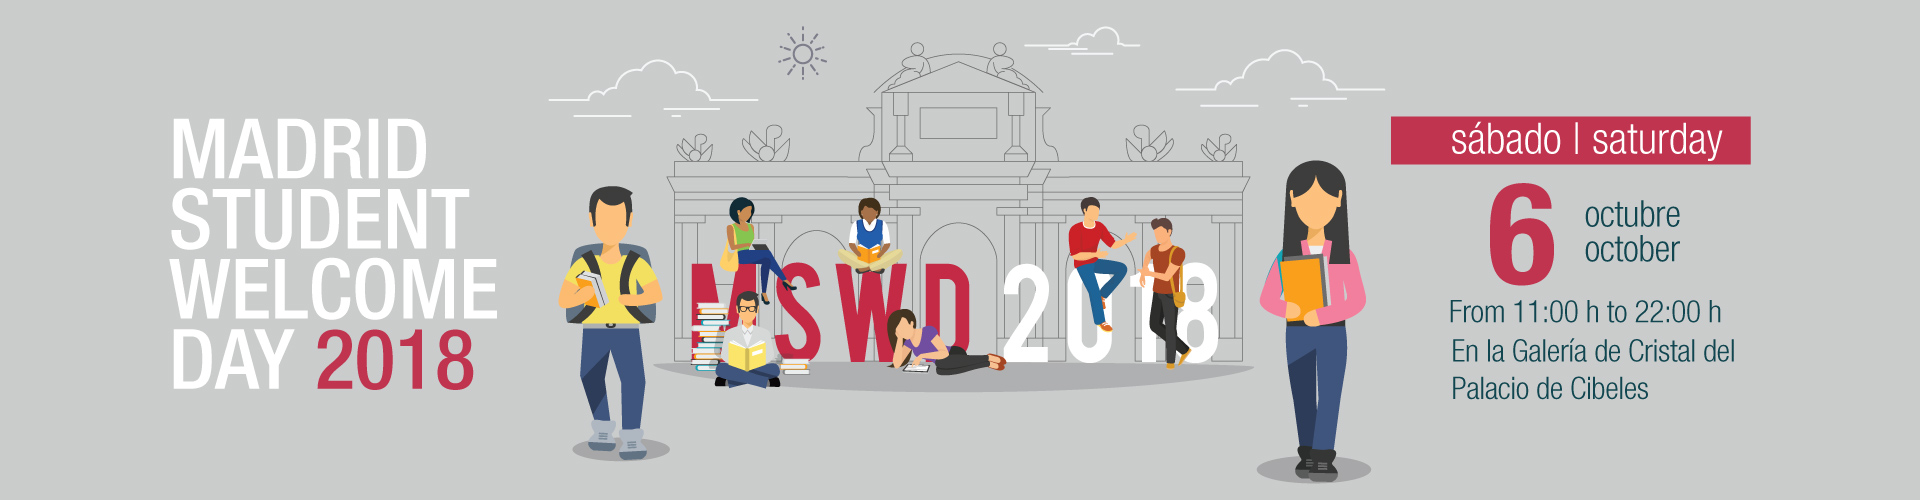 MADRID
STUDENT
WELCOME
DAY 2018
MSWD 2018
sábado | saturday
6 octubre
october
From 11:00 h to 22:00 h
En la Galería de Cristal del
Palacio de Cibeles